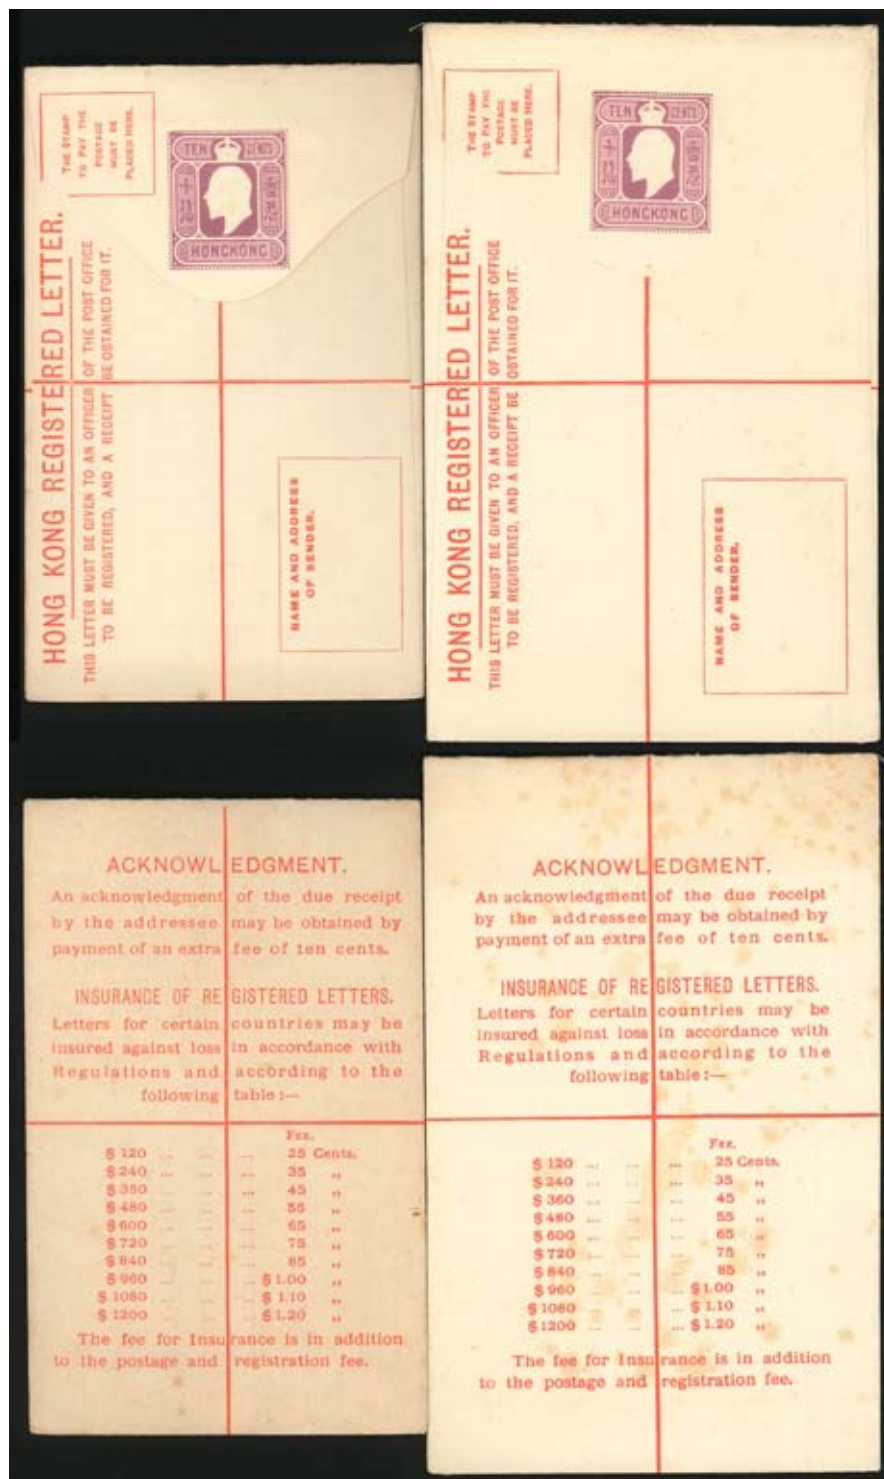 THE STAMP
TO PAY THE
POSTAGE
MUST BE
PLACED HERE.
TEN CENTS
HONGKONG
HONG KONG REGISTERED LETTER.
THIS LETTER MUST BE GIVEN TO AN OFFICER OF THE POST OFFICE
TO BE REGISTERED, AND A RECEIPT BE OBTAINED FOR IT.
NAME AND ADDRESS
OF SENDER.
THE STAMP
TO PAY THE
POSTAGE
MUST BE
PLACED HERE.
TEN CENTS
HONGKONG
HONG KONG REGISTERED LETTER.
THIS LETTER MUST BE GIVEN TO AN OFFICER OF THE POST OFFICE
TO BE REGISTERED, AND A RECEIPT BE OBTAINED FOR IT.
NAME AND ADDRESS
OF SENDER.
ACKNOWLEDGMENT.
An acknowledgment of the due receipt
by the addressee may be obtained by
payment of an extra fee of ten cents.
INSURANCE OF REGISTERED LETTERS.
Letters for certain countries may be
insured against loss in accordance with
Regulations and according to the
following table:—
FEE.
$ 120 ... ... ... 25 Cents.
$ 240 ... ... ... 35 „
$ 360 ... ... ... 45 „
$ 480 ... ... ... 55 „
$ 600 ... ... ... 65 „
$ 720 ... ... ... 75 „
$ 840 ... ... ... 85 „
$ 960 ... ... ... $ 1.00 „
$ 1080 ... ... ... $ 1.10 „
$ 1200 ... ... ... $ 1.20 „
The fee for Insurance is in addition
to the postage and registration fee.
ACKNOWLEDGMENT.
An acknowledgment of the due receipt
by the addressee may be obtained by
payment of an extra fee of ten cents.
INSURANCE OF REGISTERED LETTERS.
Letters for certain countries may be
insured against loss in accordance with
Regulations and according to the
following table:—
FEE.
$ 120 ... ... ... 25 Cents.
$ 240 ... ... ... 35 „
$ 360 ... ... ... 45 „
$ 480 ... ... ... 55 „
$ 600 ... ... ... 65 „
$ 720 ... ... ... 75 „
$ 840 ... ... ... 85 „
$ 960 ... ... ... $ 1.00 „
$ 1080 ... ... ... $ 1.10 „
$ 1200 ... ... ... $ 1.20 „
The fee for Insurance is in addition
to the postage and registration fee.